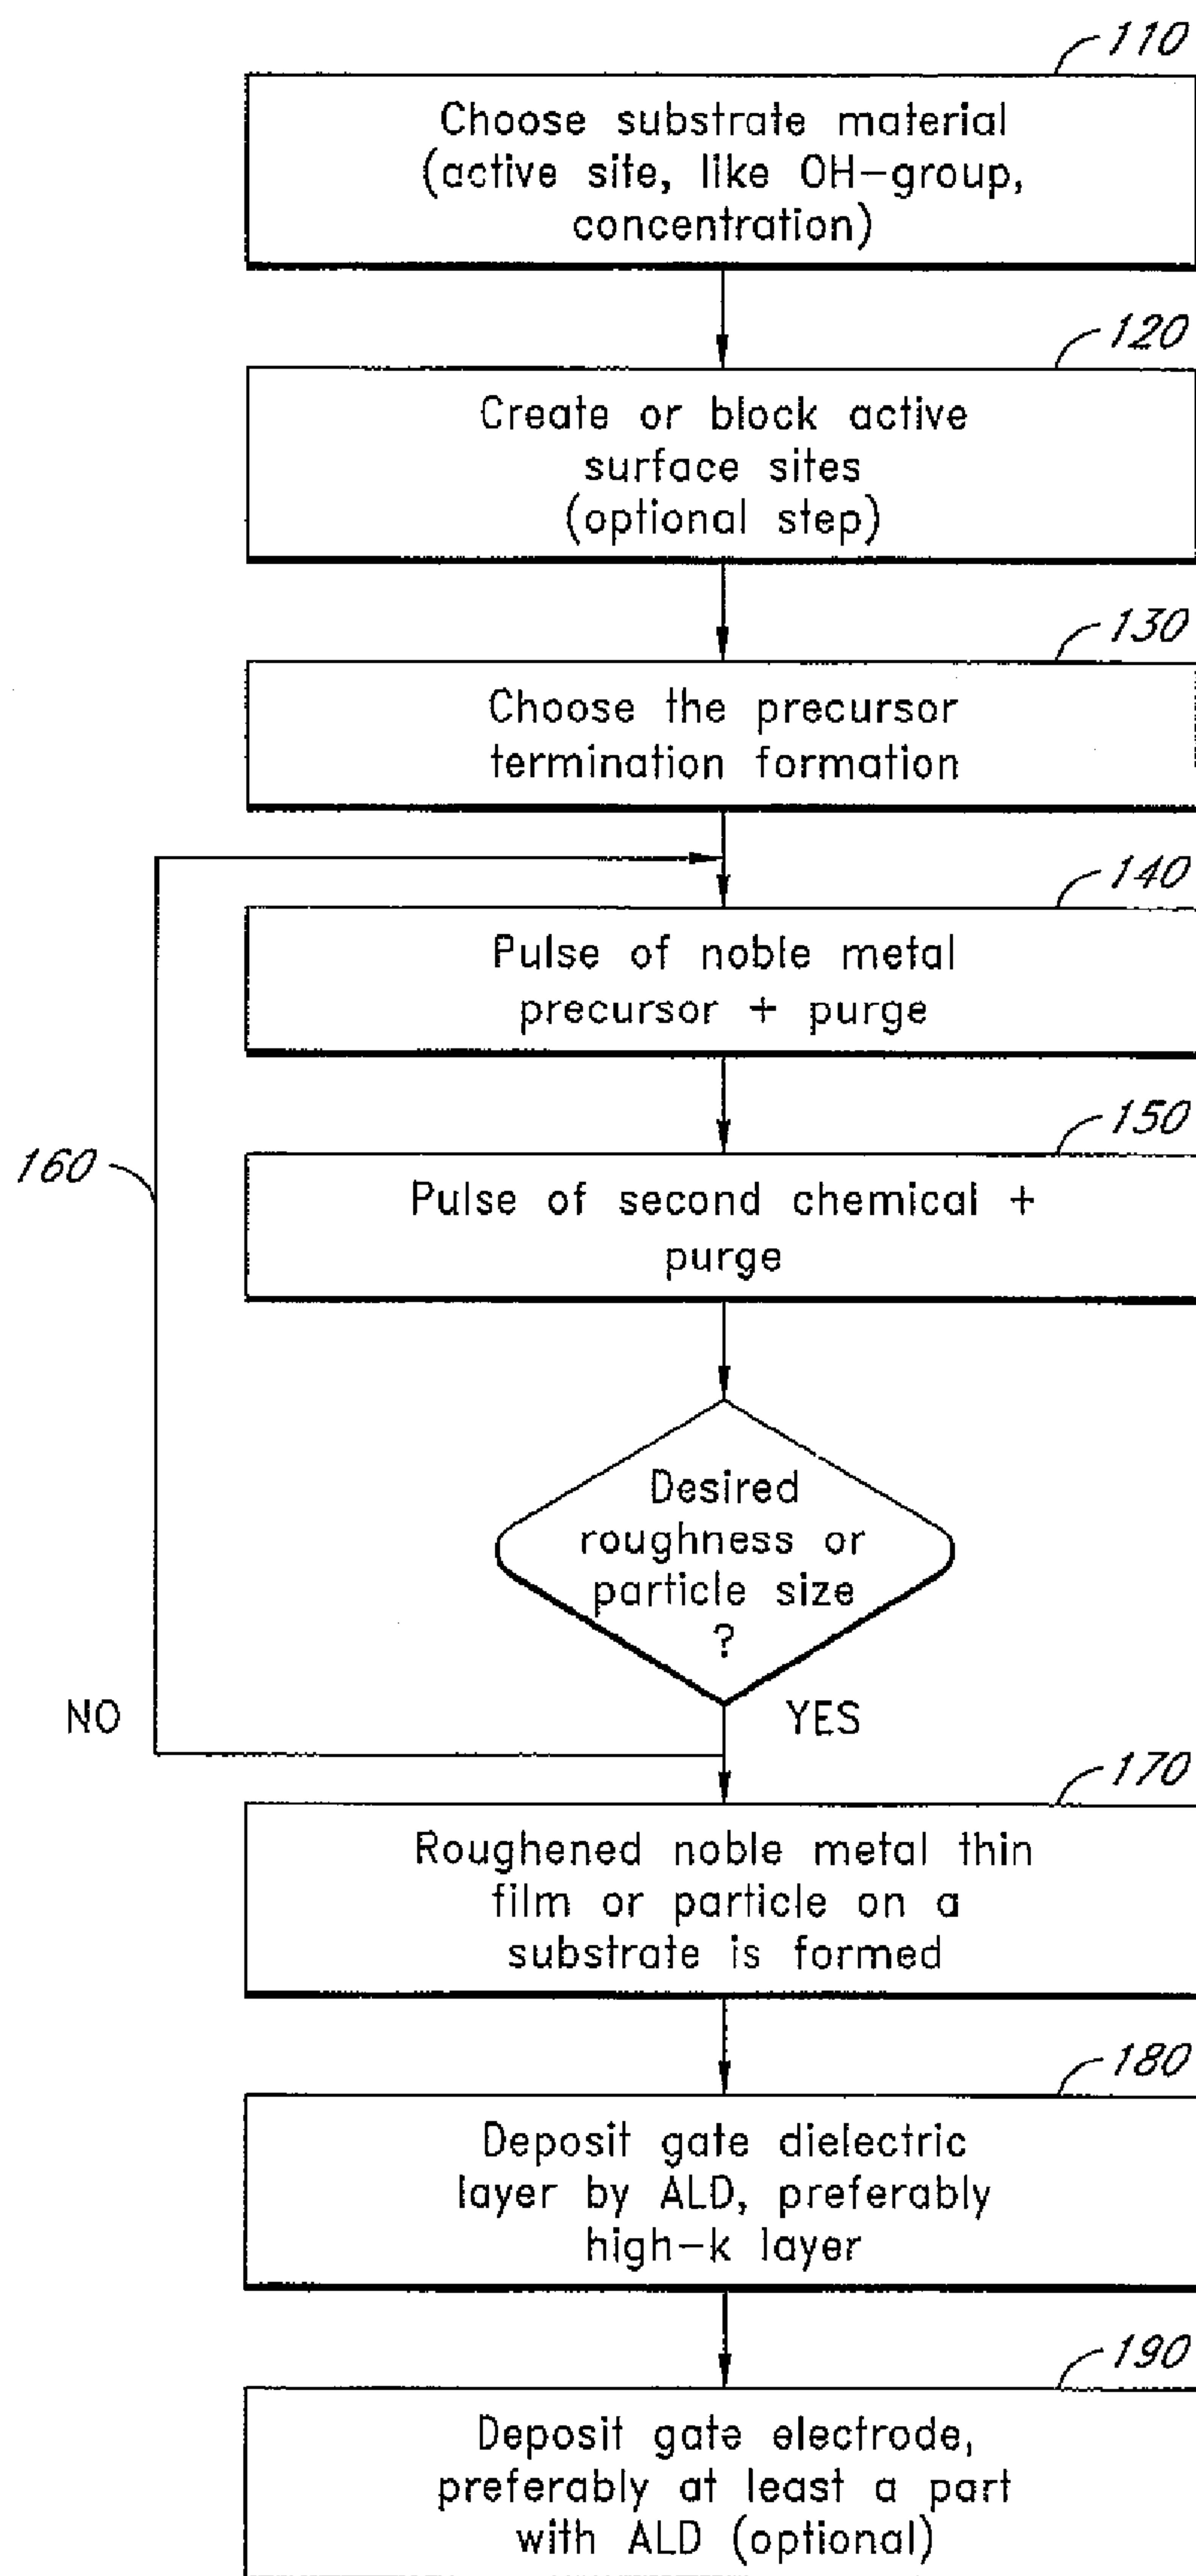 110
Choose substrate material
(active site, like OH-group,
concentration)
120
Create or block active
surface sites
(optional step)
130
Choose the precursor
termination formation
140
Pulse of noble metal
precursor + purge
150
160
Pulse of second chemical +
purge
Desired
roughness or
particle size
?
NO
YES
170
Roughened noble metal thin
film or particle on a
substrate is formed
180
Deposit gate dielectric
layer by ALD, preferably
high-k layer
190
Deposit gate electrode,
preferably at least a part
with ALD (optional)